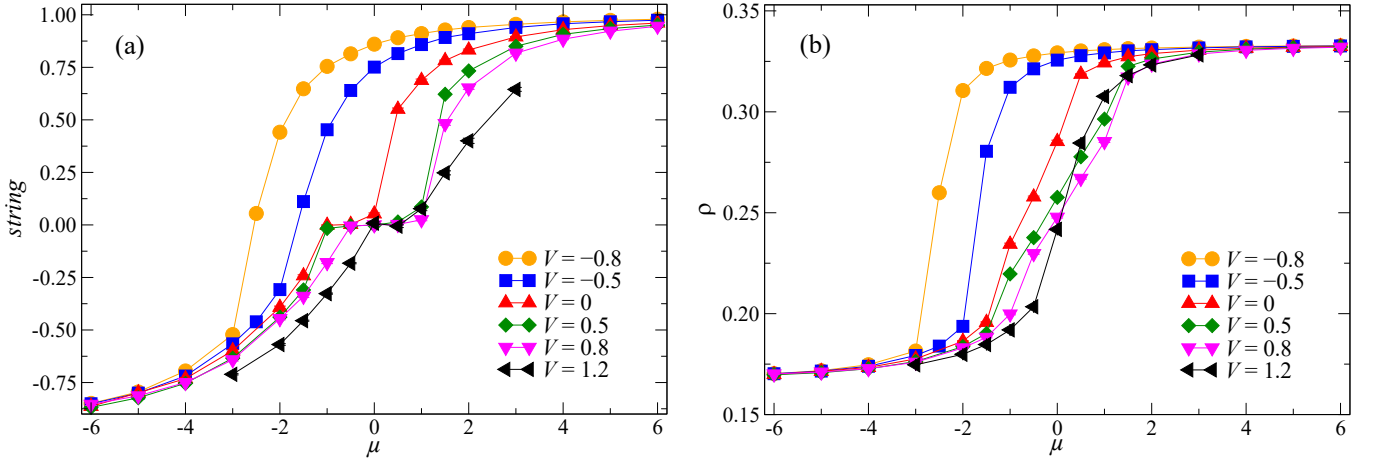 (a)
string
1.00
0.75
0.50
0.25
0.00
-0.25
-0.50
-0.75
V = −0.8
V = −0.5
V = 0
V = 0.5
V = 0.8
V = 1.2
-6 -4 -2 0 2 4 6
μ
(b)
ρ
0.35
0.30
0.25
0.20
0.15
V = −0.8
V = −0.5
V = 0
V = 0.5
V = 0.8
V = 1.2
-6 -4 -2 0 2 4 6
μ